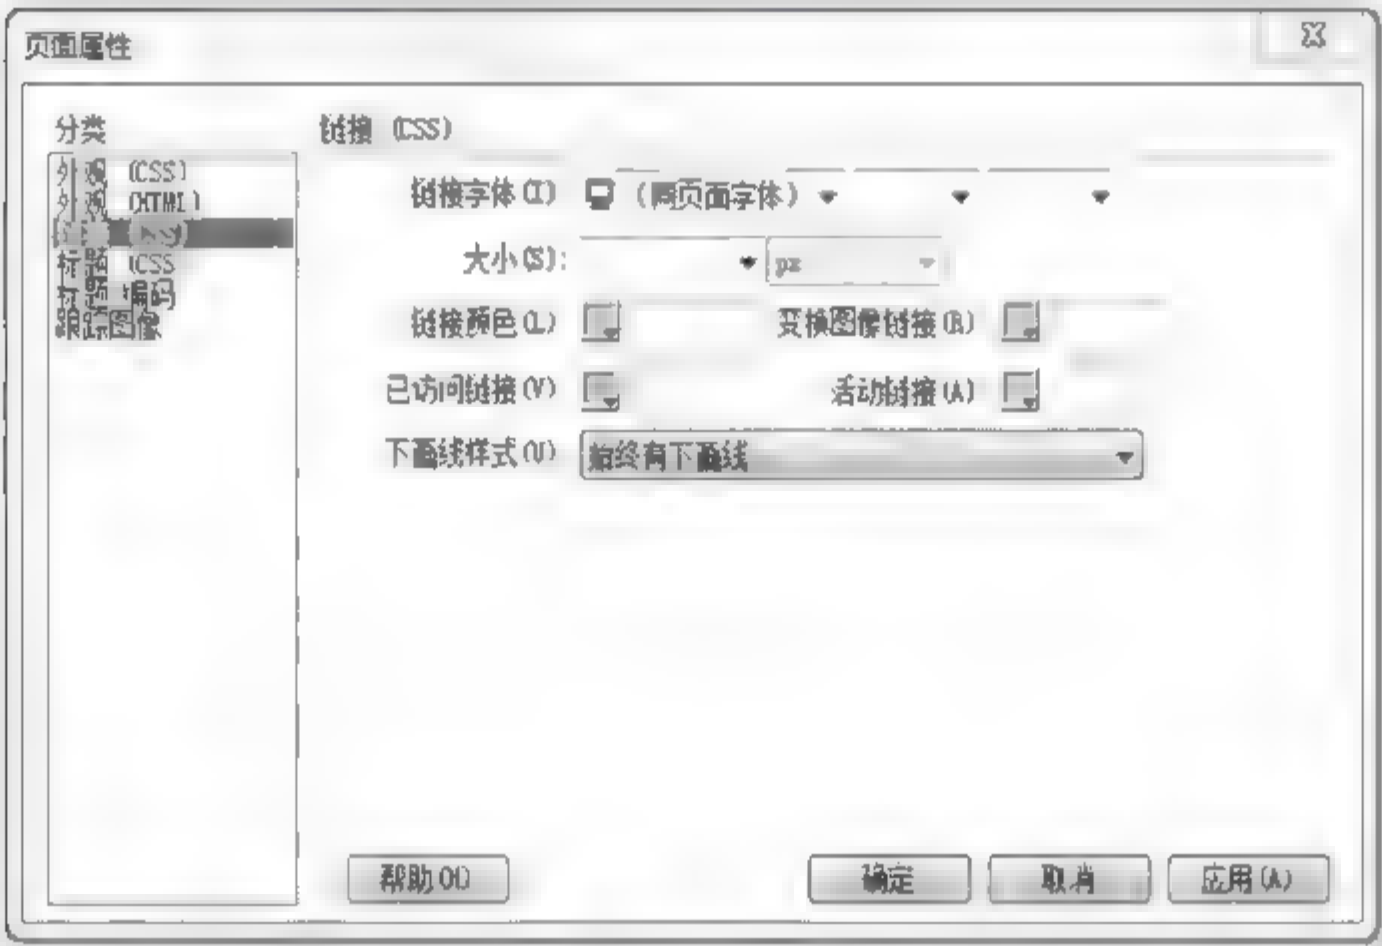 页面属性
分类
外观 (CSS)
外观 (HTML)
标题 (CSS
标题/编码
跟踪图像
链接 (CSS)
链接字体(I) (同页面字体)
大小(S): px
链接颜色(L) 变换图像链接(R)
已访问链接(V) 活动链接(A)
下画线样式(U) 始终有下画线
帮助(H) 确定 取消 应用(A)